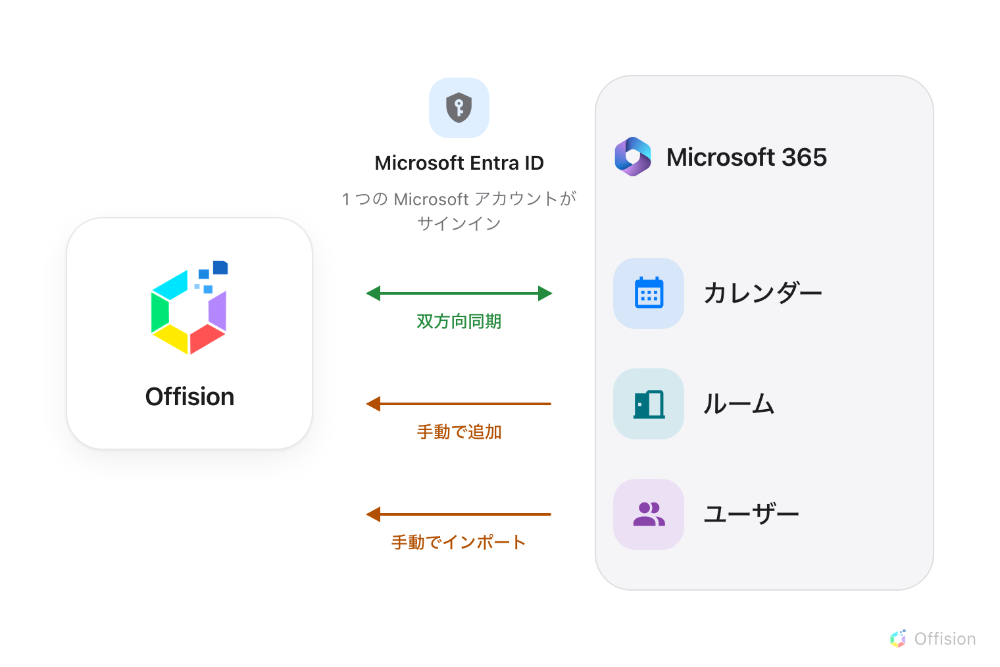 Microsoft Entra ID
1 つの Microsoft アカウントが
サインイン
Microsoft 365
Offision
双方向同期
カレンダー
手動で追加
ルーム
手動でインポート
ユーザー
Offision